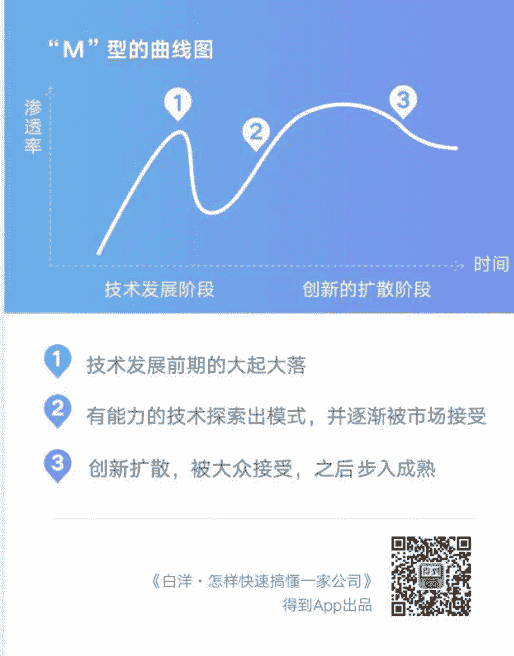 “M”型的曲线图
渗透率
1
2
3
时间
技术发展阶段
创新的扩散阶段
1 技术发展前期的大起大落
2 有能力的技术探索出模式，并逐渐被市场接受
3 创新扩散，被大众接受，之后步入成熟
《白洋·怎样快速搞懂一家公司》
得到App出品